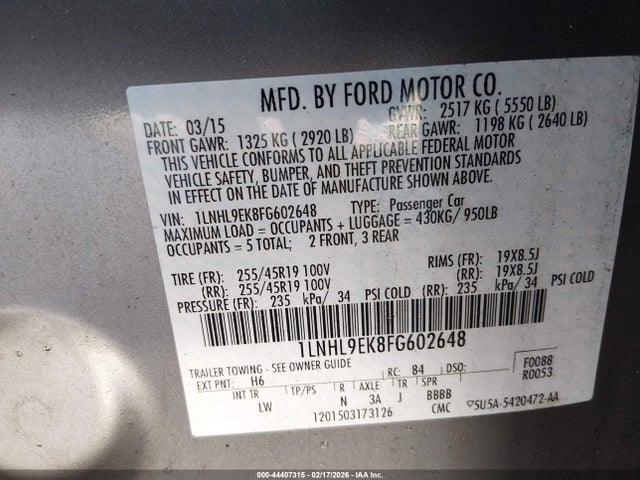 MFD. BY FORD MOTOR CO.
DATE: 03/15 GVWR: 2517 KG ( 5550 LB)
FRONT GAWR: 1325 KG ( 2920 LB) REAR GAWR: 1198 KG ( 2640 LB)
THIS VEHICLE CONFORMS TO ALL APPLICABLE FEDERAL MOTOR
VEHICLE SAFETY, BUMPER, AND THEFT PREVENTION STANDARDS
IN EFFECT ON THE DATE OF MANUFACTURE SHOWN ABOVE.
VIN: 1LNHL9EK8FG602648 TYPE: Passenger Car
MAXIMUM LOAD = OCCUPANTS + LUGGAGE = 430KG/ 950LB
OCCUPANTS = 5 TOTAL; 2 FRONT, 3 REAR
TIRE (FR): 255/45R19 100V RIMS (FR): 19X8.5J
(RR): 255/45R19 100V (RR): 19X8.5J
PRESSURE (FR): 235 kPa/ 34 PSI COLD (RR): 235 kPa/ 34 PSI COLD
1LNHL9EK8FG602648
TRAILER TOWING - SEE OWNER GUIDE
EXT PNT: H6 RC: 84 DSO: F0088
R0053
INT TR TP/PS R AXLE TR SPR
LW N 3A J BBBB
1201503173126 CMC ▽5U5A-5420472-AA
000-44407315 - 02/17/2026 - IAA Inc.